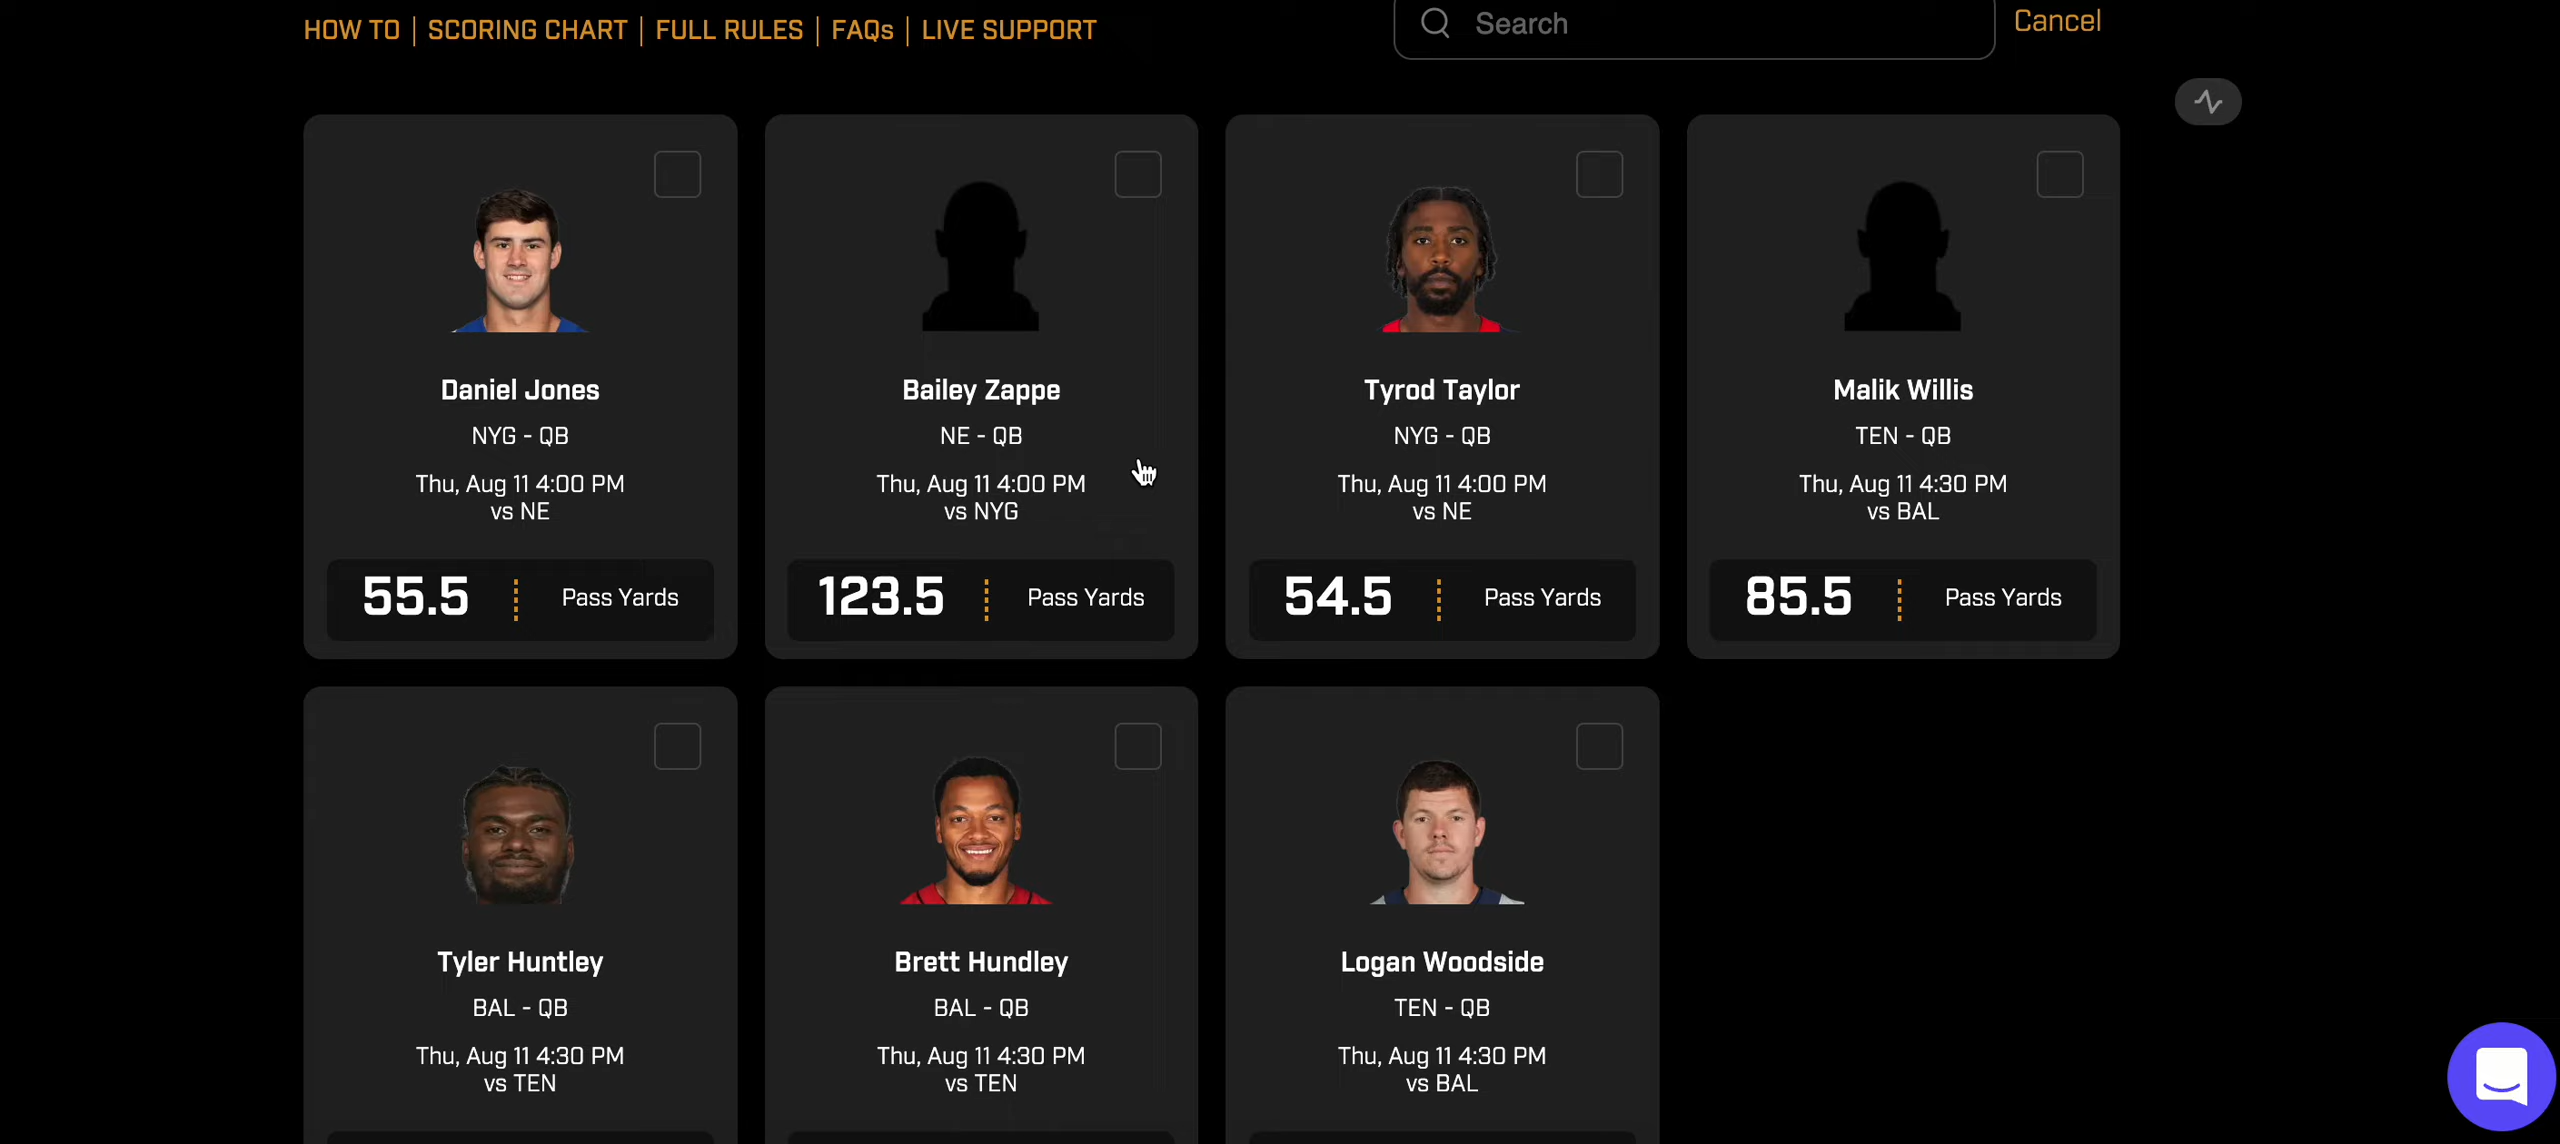 HOW TO | SCORING CHART | FULL RULES | FAQs | LIVE SUPPORT
Search
Cancel
Daniel Jones
NYG - QB
Thu, Aug 11 4:00 PM
vs NE
55.5
Pass Yards
Bailey Zappe
NE - QB
Thu, Aug 11 4:00 PM
vs NYG
123.5
Pass Yards
Tyrod Taylor
NYG - QB
Thu, Aug 11 4:00 PM
vs NE
54.5
Pass Yards
Malik Willis
TEN - QB
Thu, Aug 11 4:30 PM
vs BAL
85.5
Pass Yards
Tyler Huntley
BAL - QB
Thu, Aug 11 4:30 PM
vs TEN
Brett Hundley
BAL - QB
Thu, Aug 11 4:30 PM
vs TEN
Logan Woodside
TEN - QB
Thu, Aug 11 4:30 PM
vs BAL